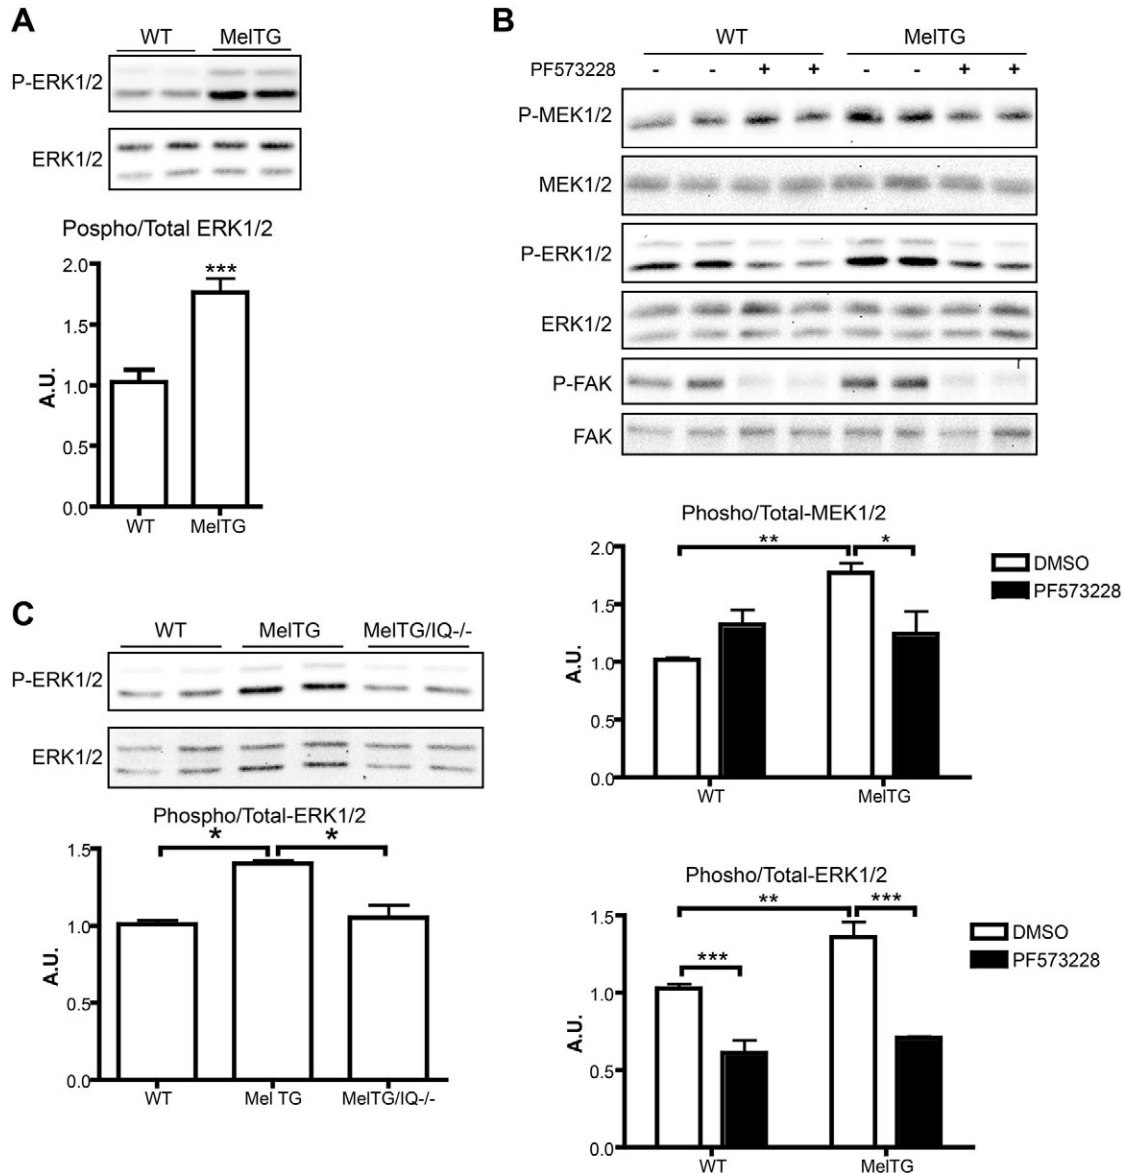 A
WT MelTG
P-ERK1/2
ERK1/2
Pospho/Total ERK1/2
***
2.0
1.5
1.0
0.5
0.0
A.U.
WT MelTG
B
WT MelTG
PF573228 - - + + - - + +
P-MEK1/2
MEK1/2
P-ERK1/2
ERK1/2
P-FAK
FAK
Phosho/Total-MEK1/2
** *
2.0
1.5
1.0
0.5
0.0
A.U.
WT MelTG
DMSO
PF573228
Phosho/Total-ERK1/2
** ***
***
1.5
1.0
0.5
0.0
A.U.
WT MelTG
DMSO
PF573228
C
WT MelTG MelTG/IQ-/-
P-ERK1/2
ERK1/2
Phospho/Total-ERK1/2
* *
1.5
1.0
0.5
0.0
A.U.
WT Mel TG MelTG/IQ-/-